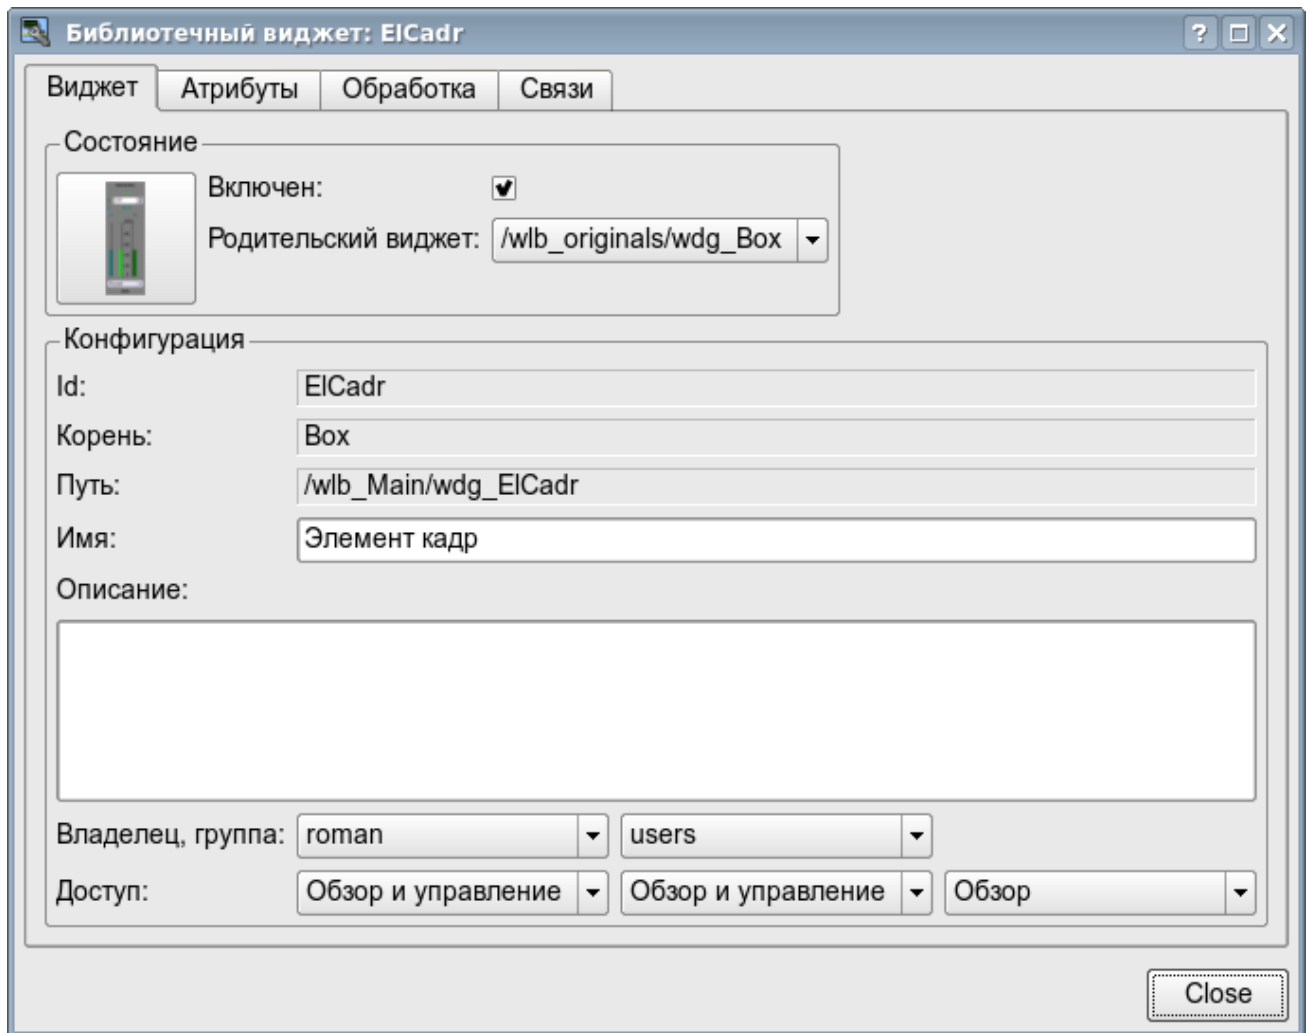 Библиотечный виджет: ElCadr
Виджет Атрибуты Обработка Связи
Состояние
Включен:
Родительский виджет: /wlb_originals/wdg_Box
Конфигурация
Id: ElCadr
Корень: Box
Путь: /wlb_Main/wdg_ElCadr
Имя: Элемент кадр
Описание:
Владелец, группа: roman users
Доступ: Обзор и управление Обзор и управление Обзор
Close